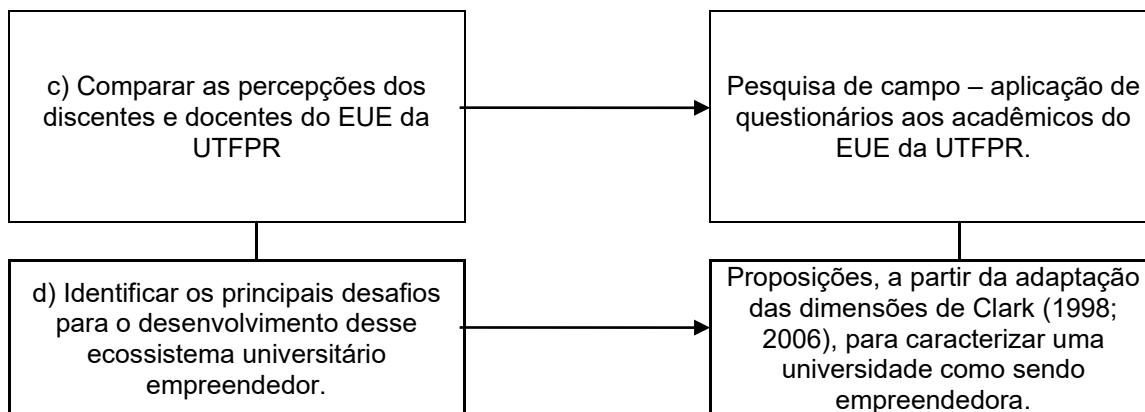 c) Comparar as percepções dos
discentes e docentes do EUE da
UTFPR
Pesquisa de campo – aplicação de
questionários aos acadêmicos do
EUE da UTFPR.
d) Identificar os principais desafios
para o desenvolvimento desse
ecossistema universitário
empreendedor.
Proposições, a partir da adaptação
das dimensões de Clark (1998;
2006), para caracterizar uma
universidade como sendo
empreendedora.